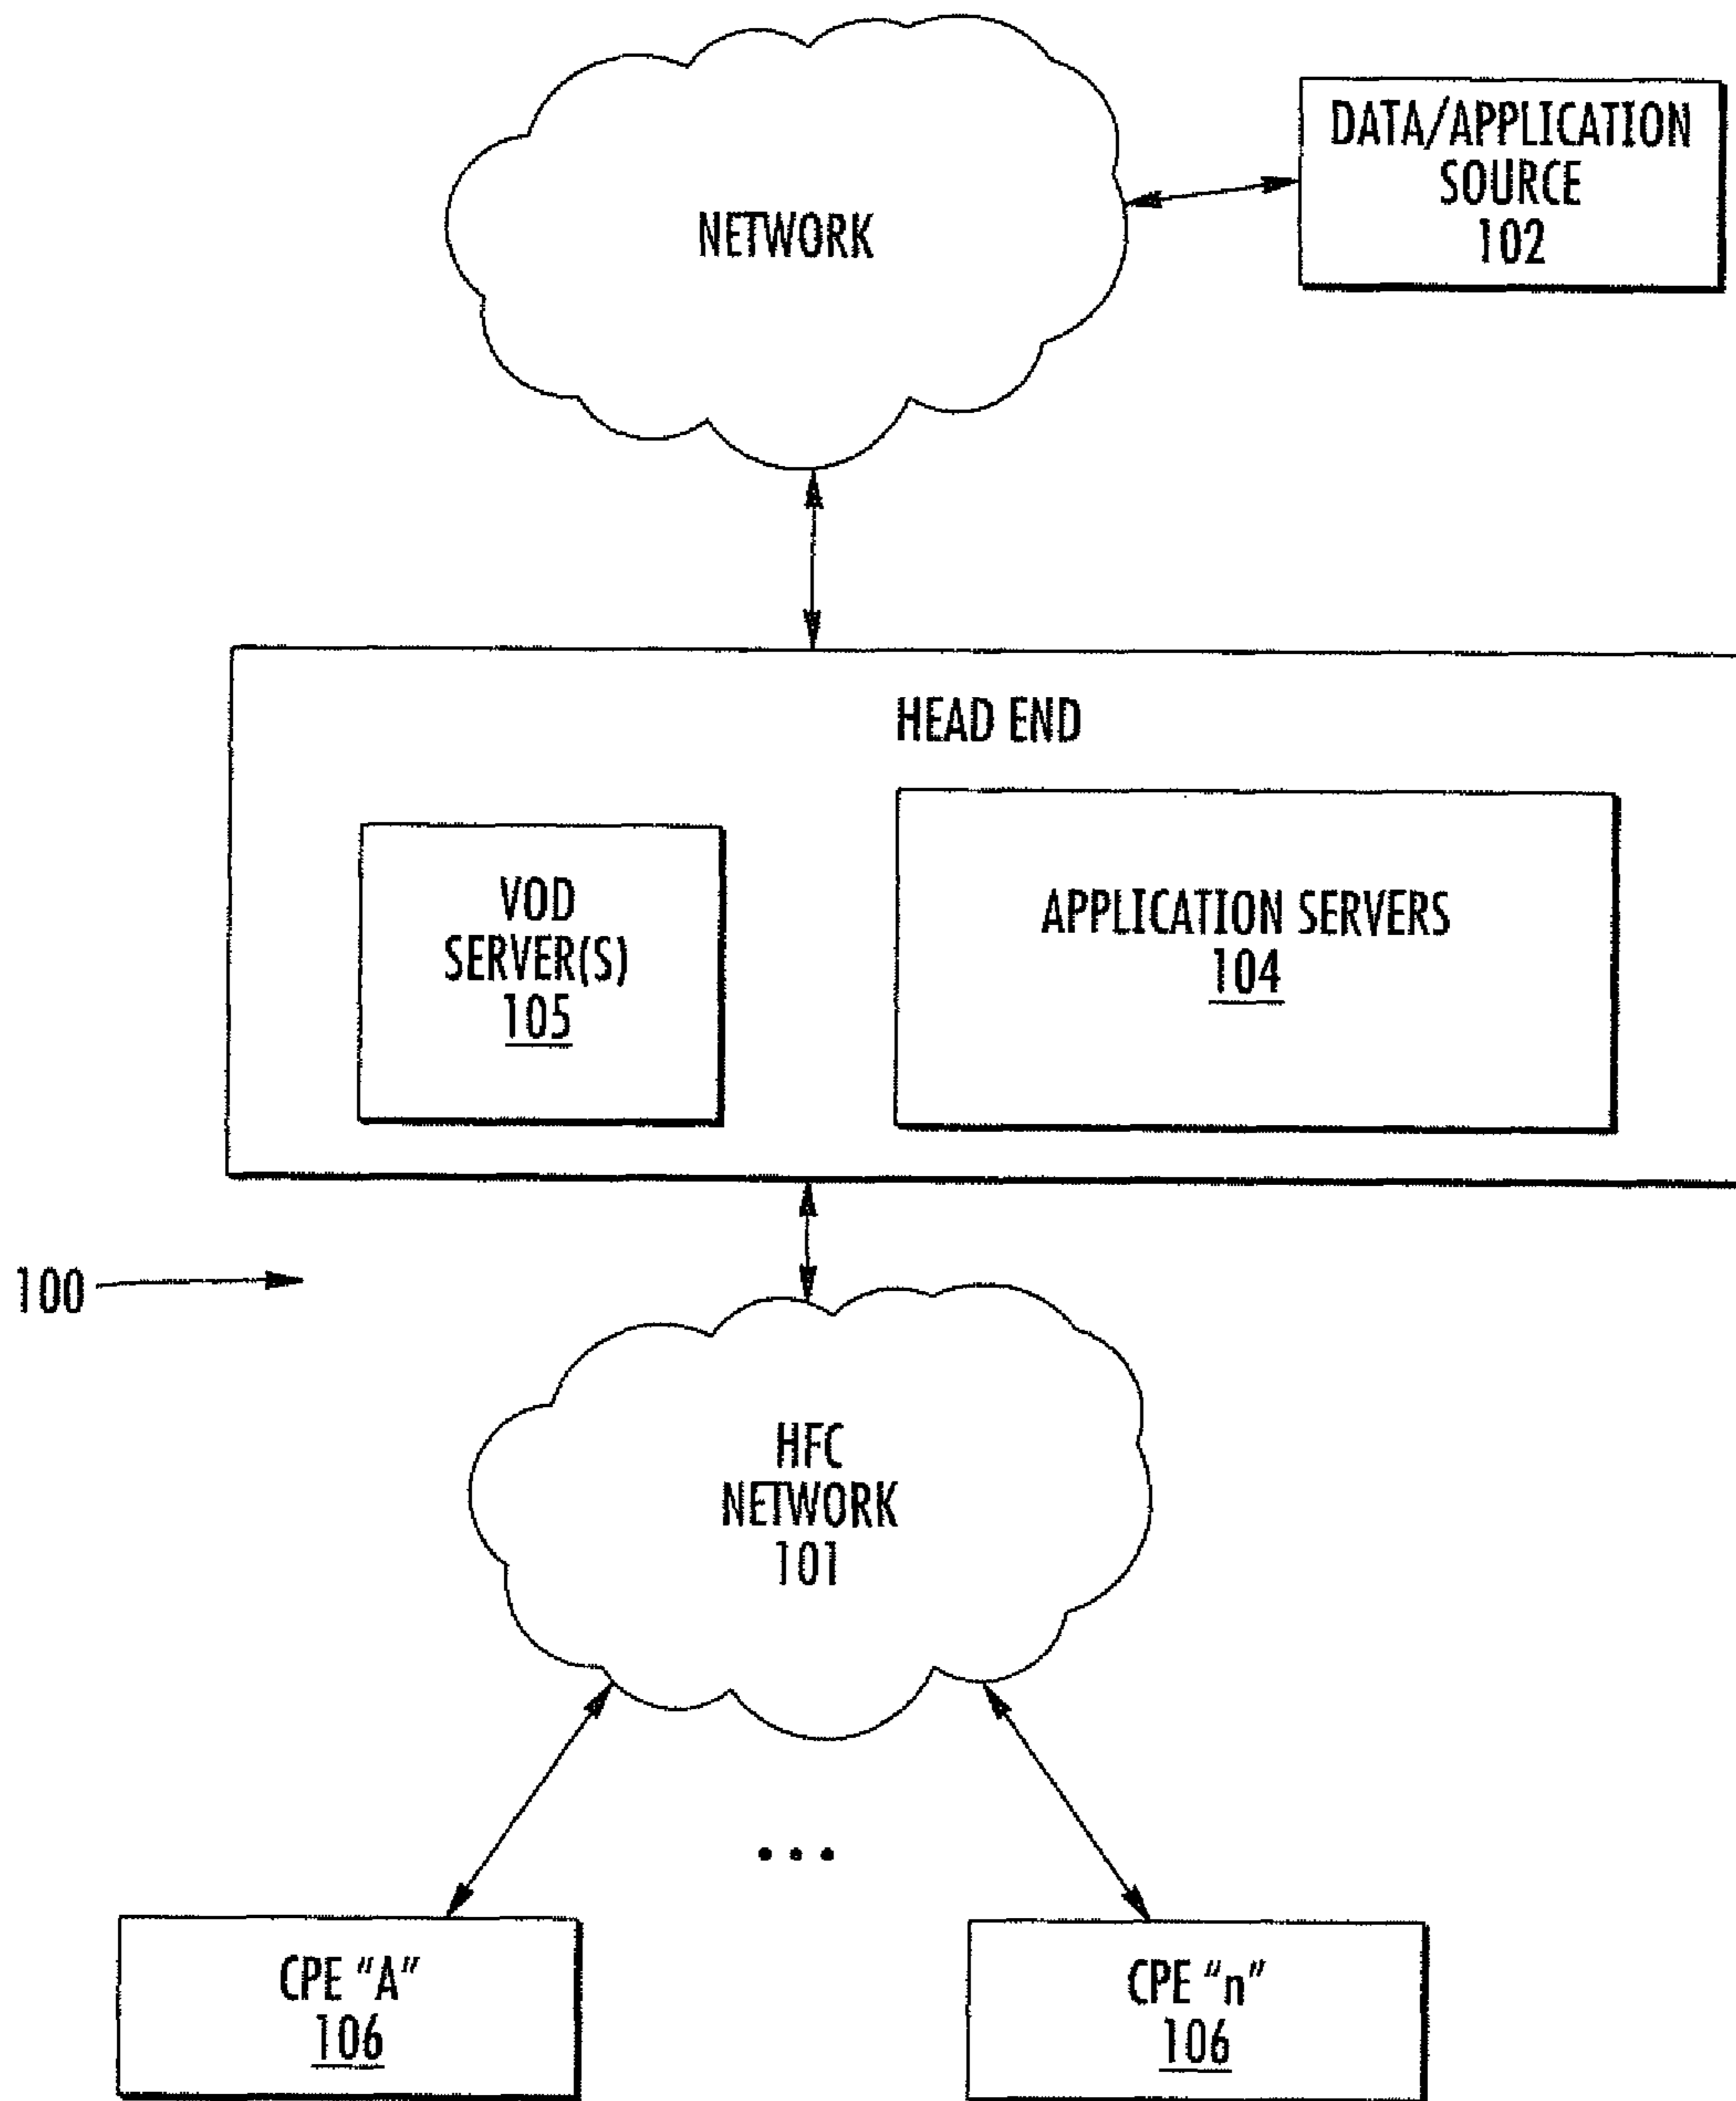 DATA/APPLICATION
SOURCE
102
NETWORK
HEAD END
VOD
SERVER(S)
105
APPLICATION SERVERS
104
100
HFC
NETWORK
101
CPE "A"
106
CPE "n"
106